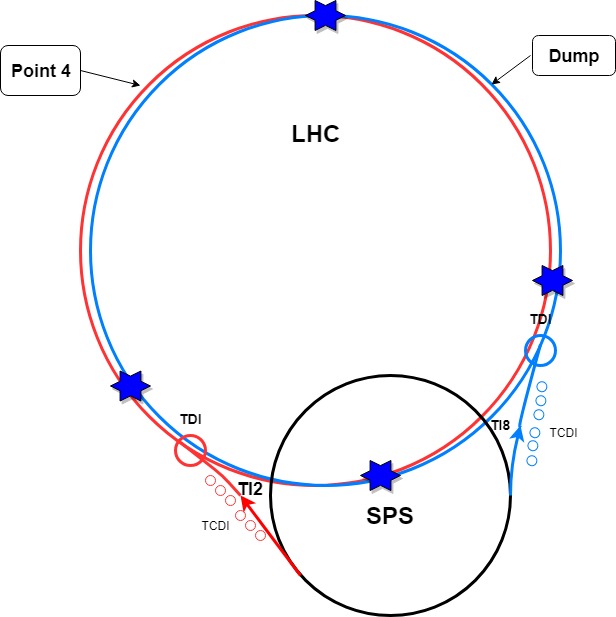 Point 4
Dump
LHC
TDI
TDI
TI8
TCDI
TI2
SPS
TCDI